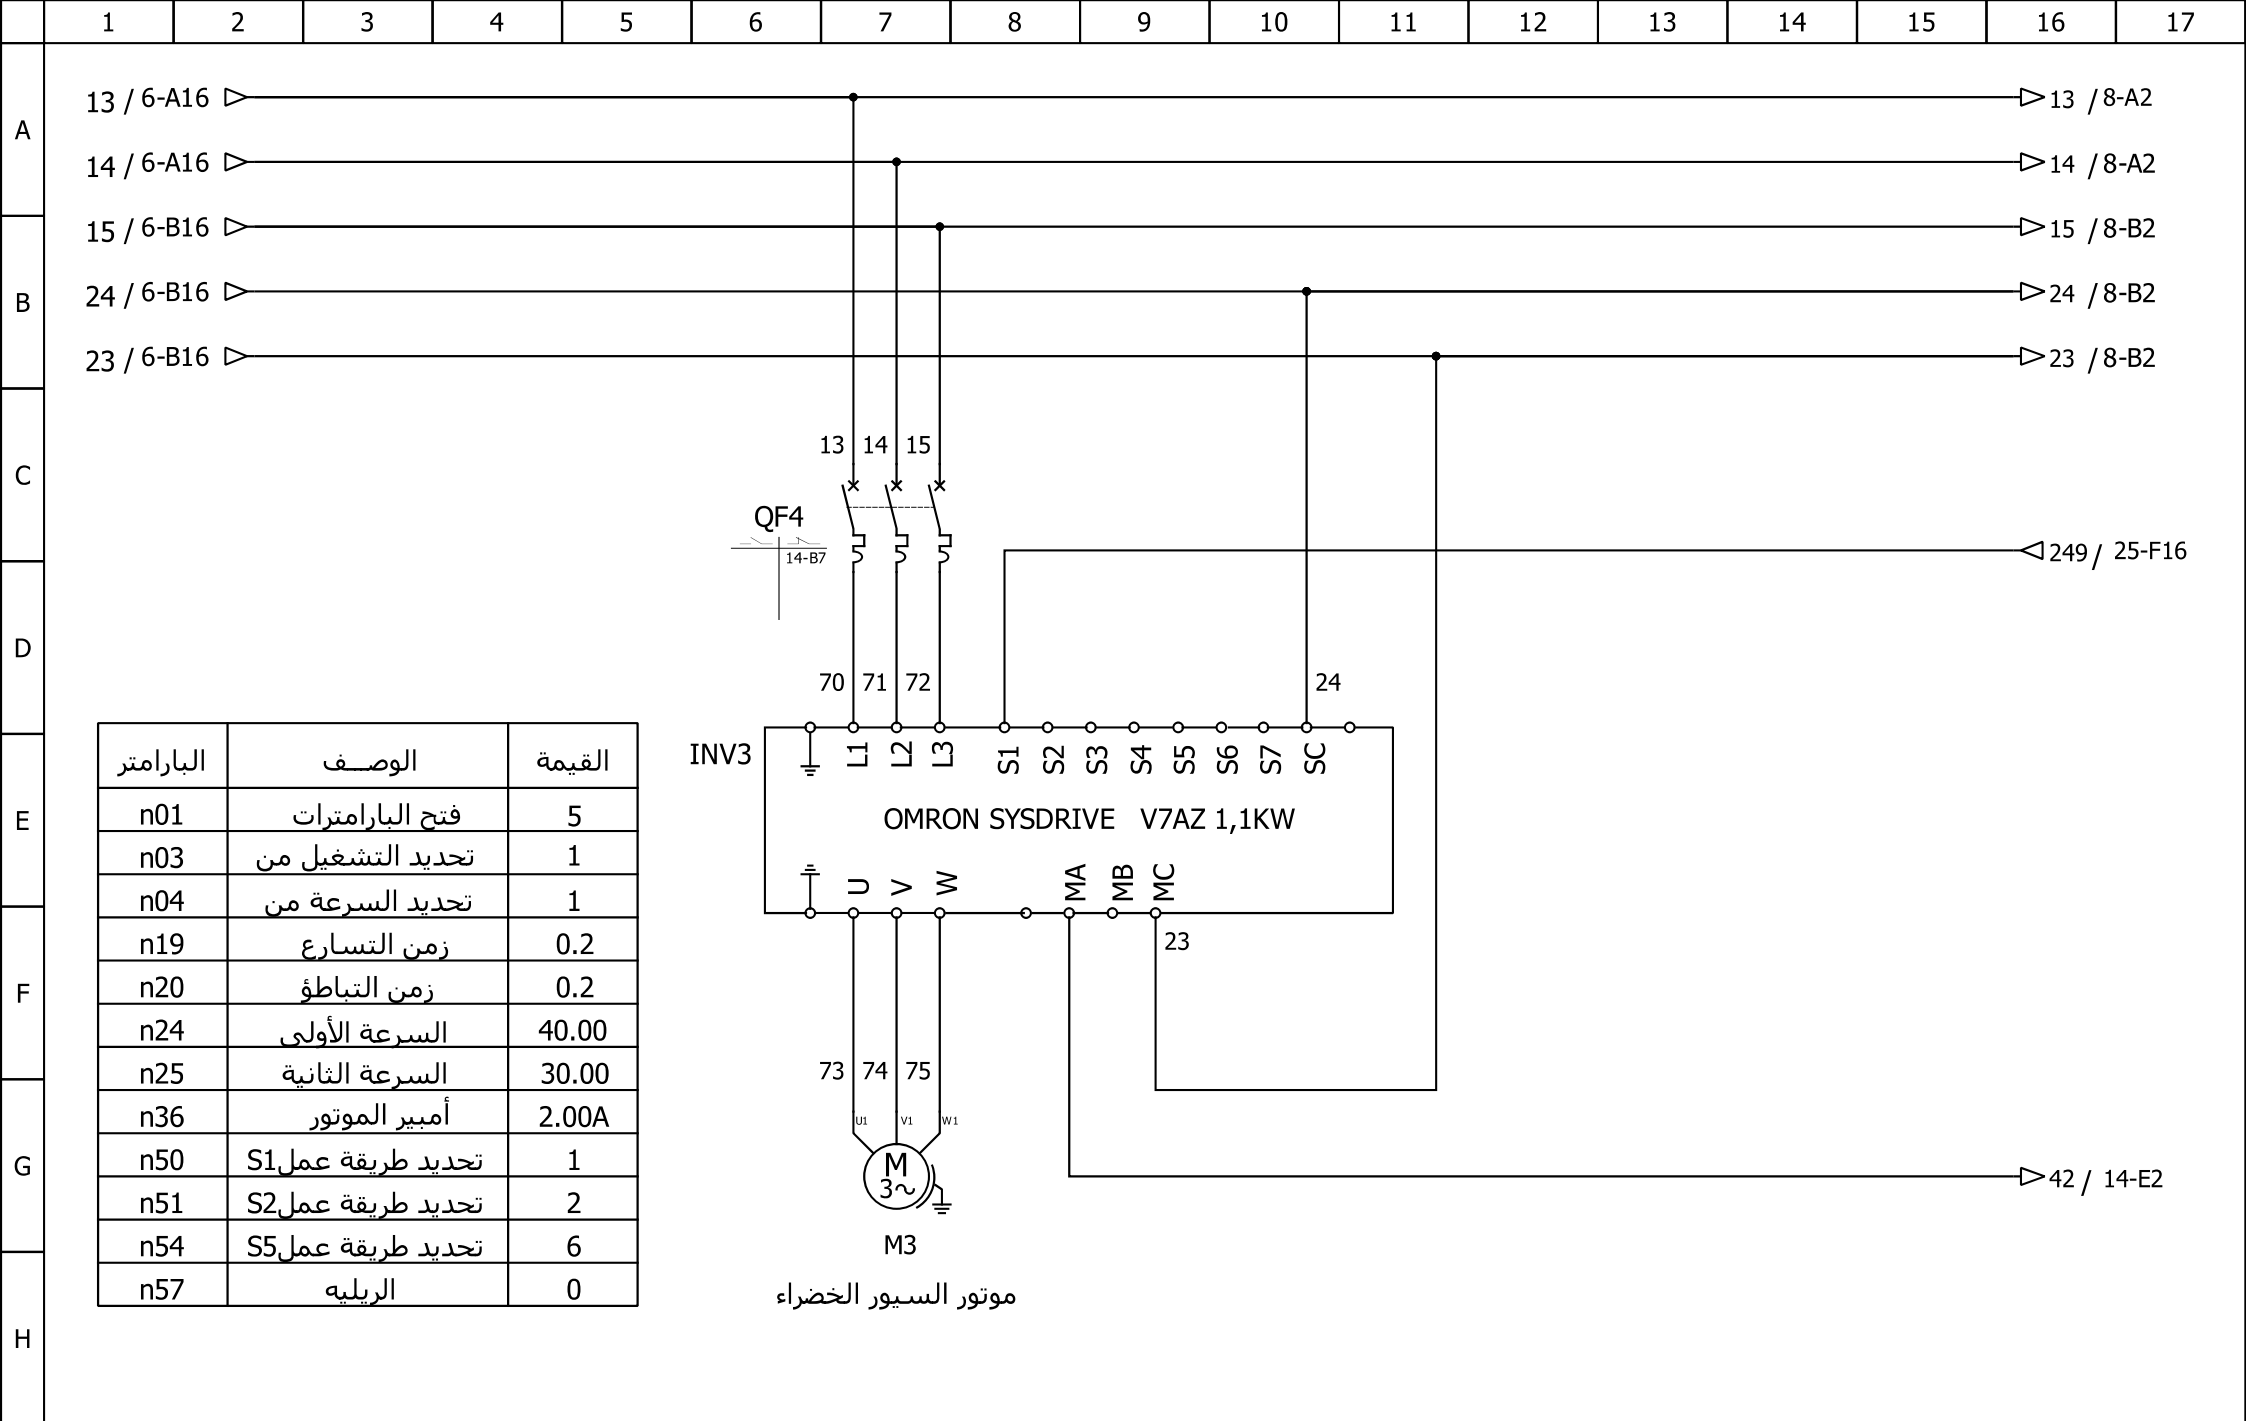 1 2 3 4 5 6 7 8 9 10 11 12 13 14 15 16 17
A
B
C
D
E
F
G
H
13 / 6-A16
13 / 8-A2
14 / 6-A16
14 / 8-A2
15 / 6-B16
15 / 8-B2
24 / 6-B16
24 / 8-B2
23 / 6-B16
23 / 8-B2
13 14 15
QF4
14-B7
249 / 25-F16
70 71 72
24
INV3
L1 L2 L3 S1 S2 S3 S4 S5 S6 S7 SC
OMRON SYSDRIVE V7AZ 1,1KW
U V W MA MB MC
23
73 74 75
U1 V1 W1
M
3~
M3
موتور السيور الخضراء
42 / 14-E2
البارامتر الوصـــف القيمة
n01 فتح البارامترات 5
n03 تحديد التشغيل من 1
n04 تحديد السرعة من 1
n19 زمن التسارع 0.2
n20 زمن التباطؤ 0.2
n24 السرعة الأولى 40.00
n25 السرعة الثانية 30.00
n36 أمبير الموتور 2.00A
n50 تحديد طريقة عملS1 1
n51 تحديد طريقة عملS2 2
n54 تحديد طريقة عملS5 6
n57 الريليه 0